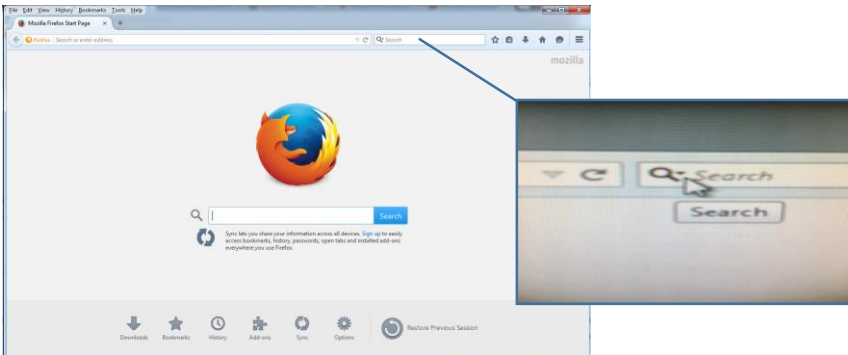 File Edit View History Bookmarks Tools Help
Mozilla Firefox Start Page
Firefox Search or enter address Search
mozilla
Search
Sync lets you share your information across all devices. Sign up to easily
access bookmarks, history, passwords, open tabs and installed add-ons
everywhere you use Firefox.
Downloads Bookmarks History Add-ons Sync Options Restore Previous Session
Search
Search